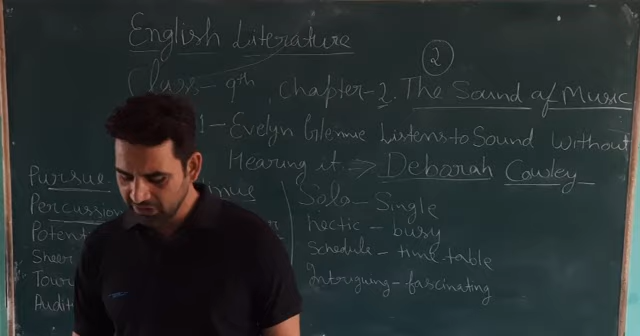 English Literature
2
Class - 9th, Chapter-2. The Sound of Music
1 - Evelyn Glennie Listens to Sound Without
Hearing it. ⇒ Deborah Cowley
Pursue
Percussion
Sheer
Solo - Single
hectic - busy
Schedule - time-table
Intriguing - fascinating